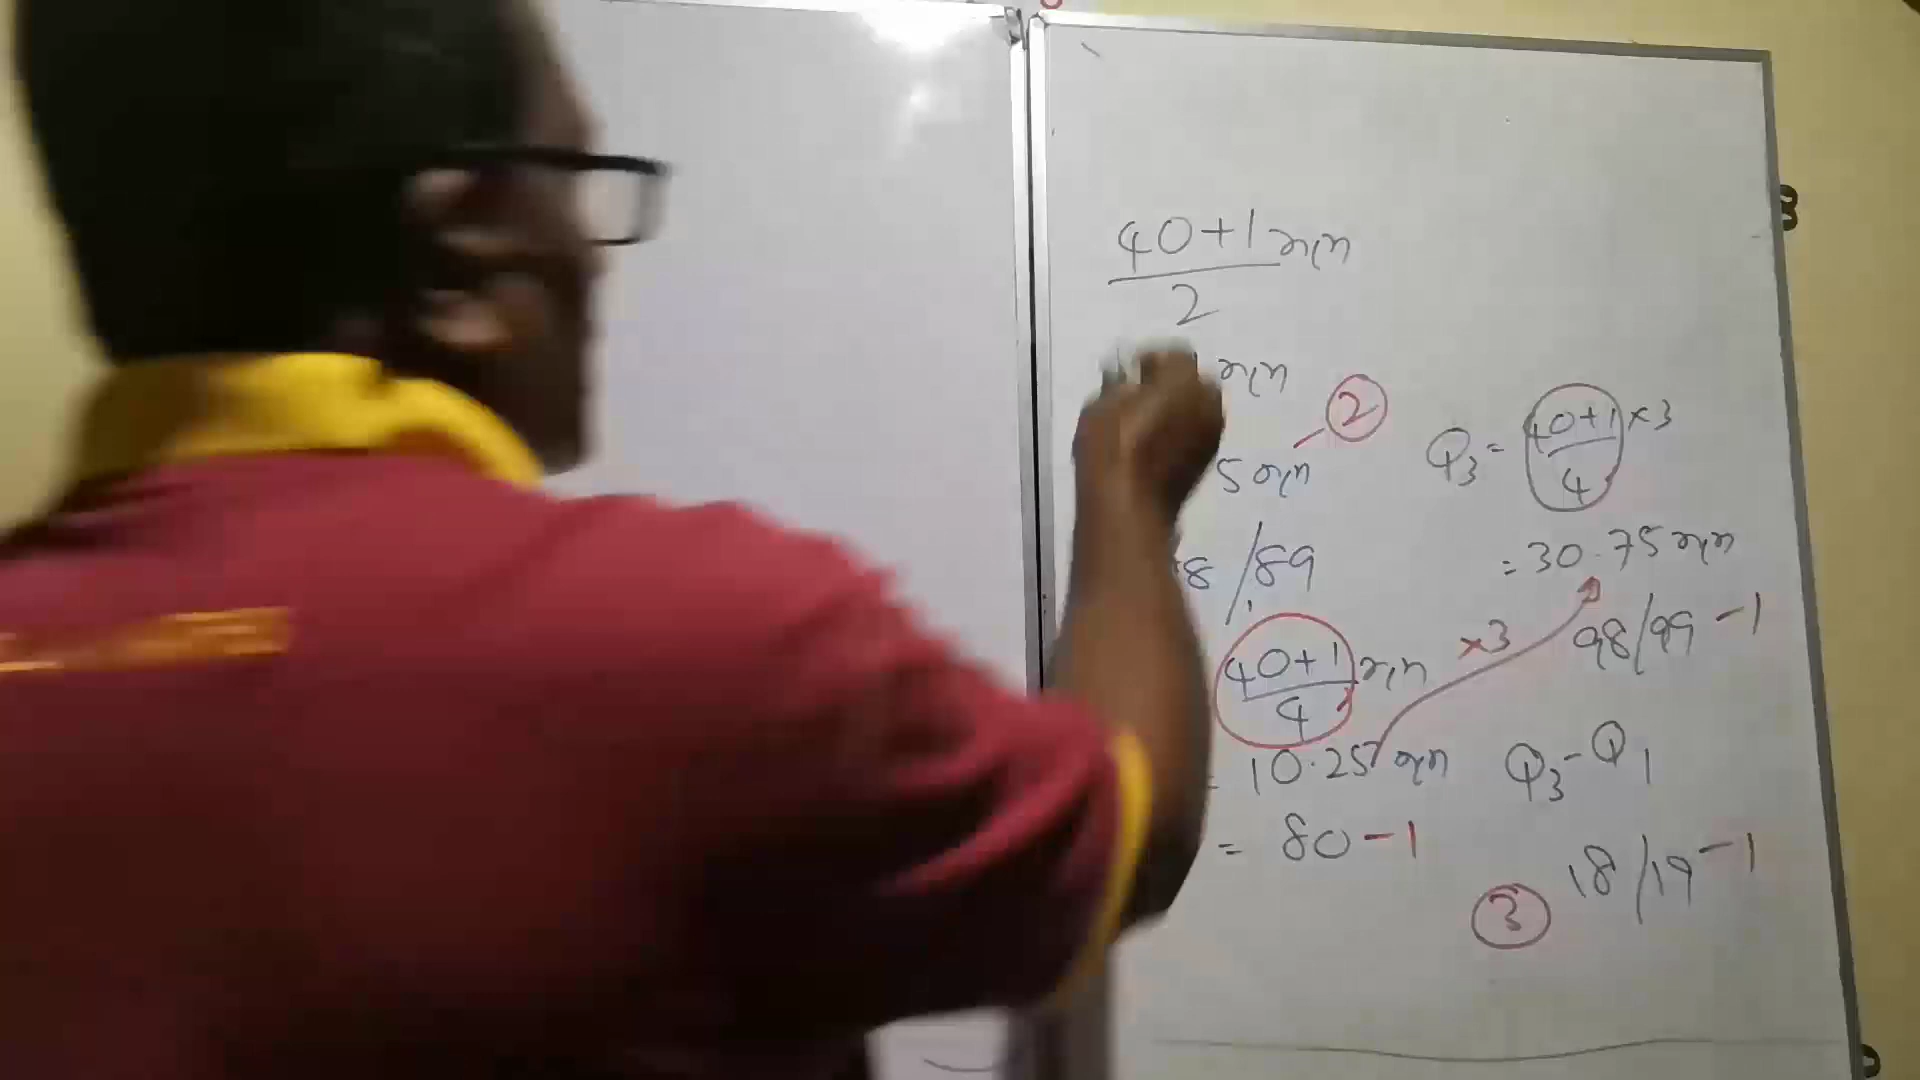 40+1 වැනි
2
වැනි
2
5 වැනි
8/89
40+1 වැනි
4
= 10.25 වැනි
= 80 -1
Q3 = 40+1 ×3
4
= 30.75 වැනි
×3
98/99 -1
Q3 - Q1
18/19 -1
3